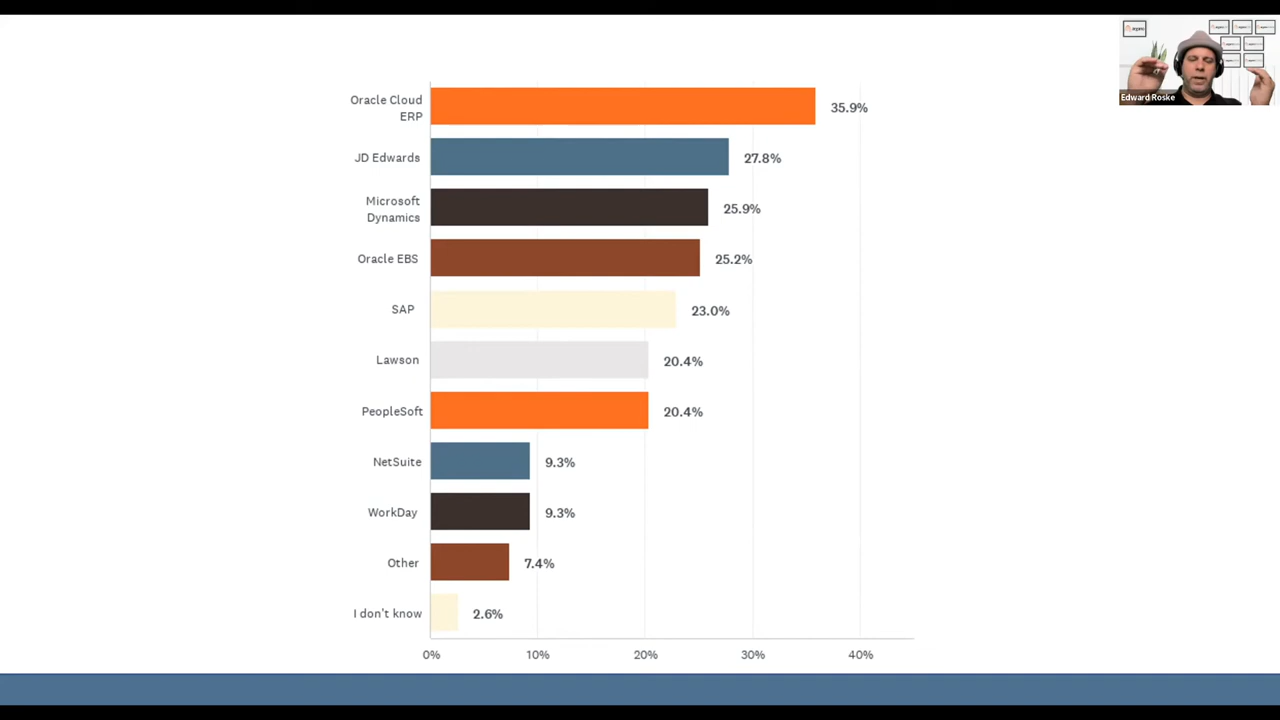 Oracle Cloud
ERP
35.9%
JD Edwards
27.8%
Microsoft
Dynamics
25.9%
Oracle EBS
25.2%
SAP
23.0%
Lawson
20.4%
PeopleSoft
20.4%
NetSuite
9.3%
WorkDay
9.3%
Other
7.4%
I don't know
2.6%
0% 10% 20% 30% 40%
Edward Roske